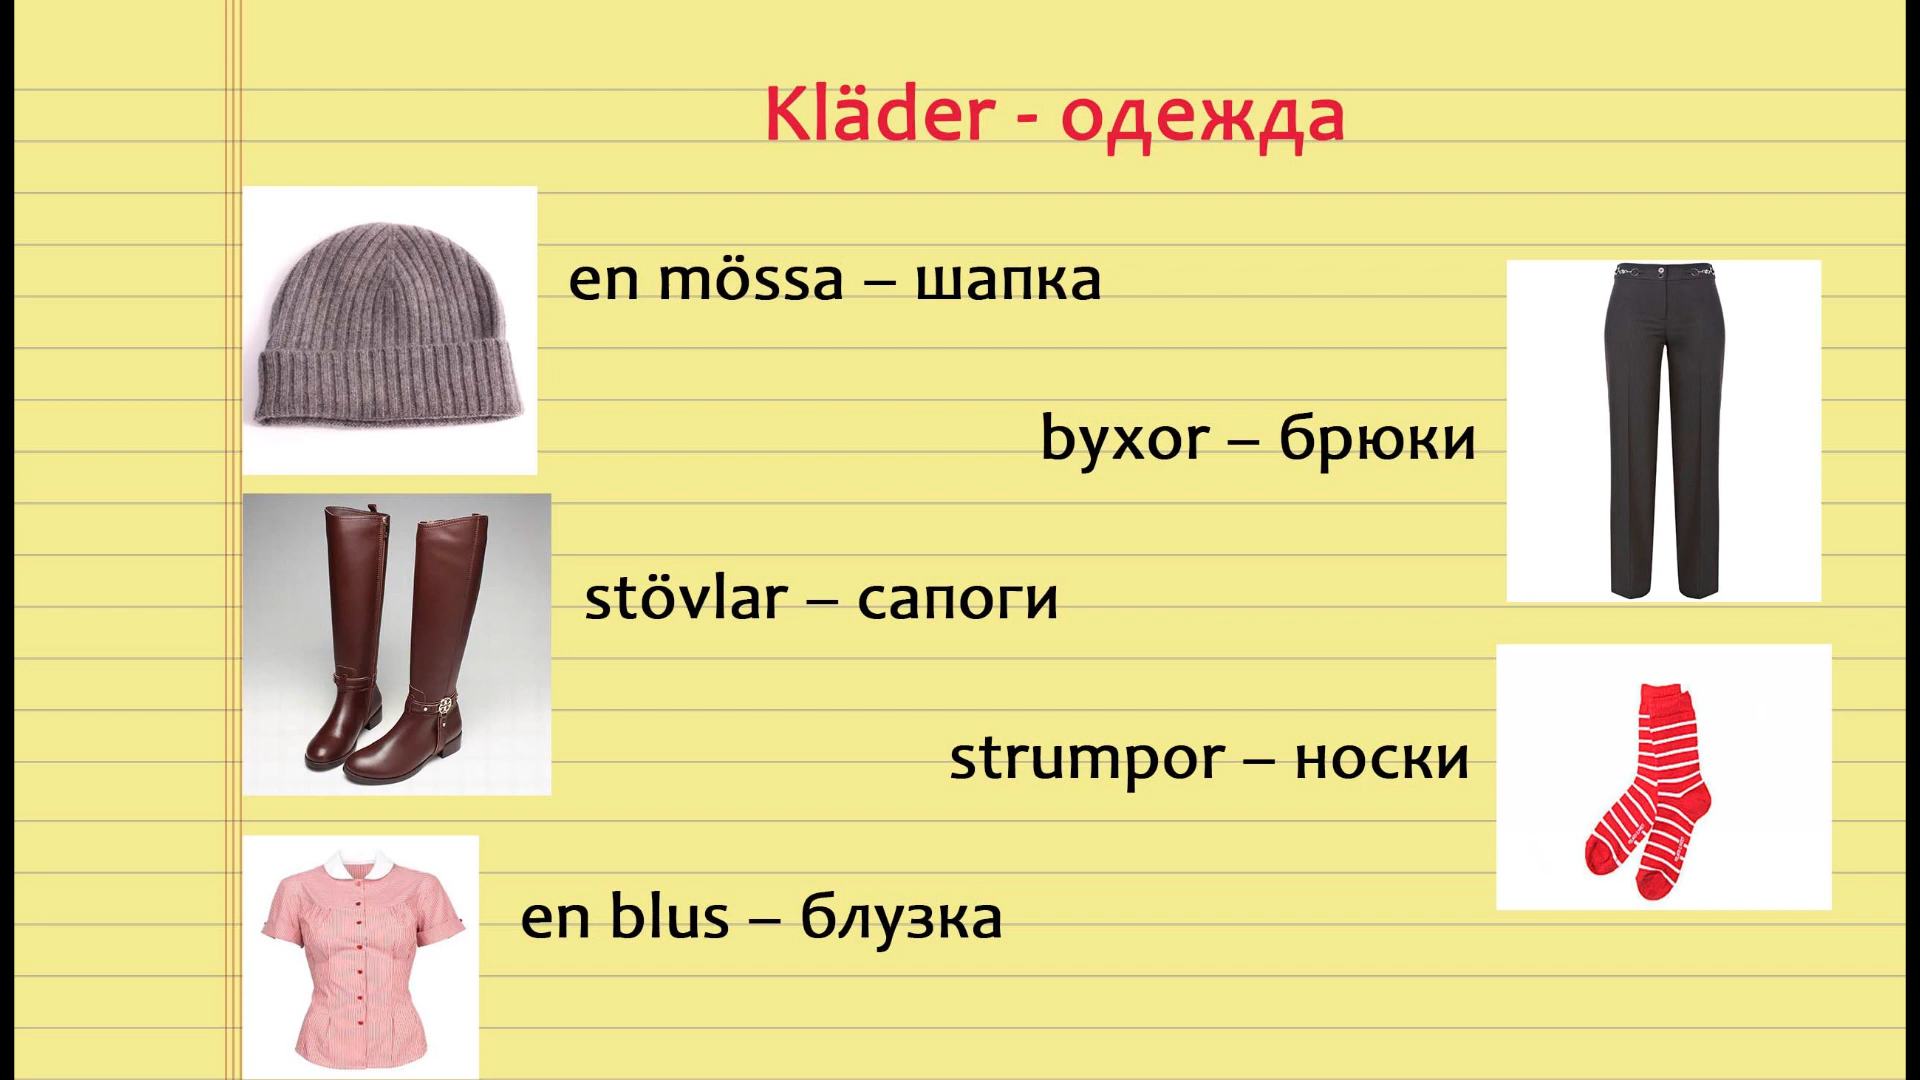 Kläder - одежда
en mössa – шапка
byxor – брюки
stövlar – сапоги
strumpor – носки
en blus – блузка